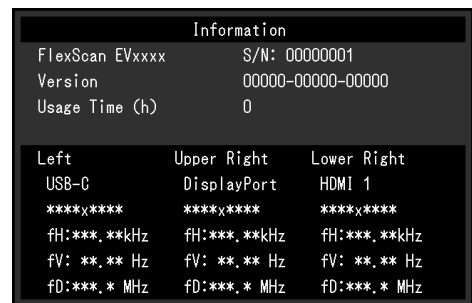 Information
FlexScan EVxxxx S/N: 00000001
Version 00000-00000-00000
Usage Time (h) 0
Left Upper Right Lower Right
USB-C DisplayPort HDMI 1
****x**** ****x**** ****x****
fH:***.**kHz fH:***.**kHz fH:***.**kHz
fV: **.** Hz fV: **.** Hz fV: **.** Hz
fD:***.* MHz fD:***.* MHz fD:***.* MHz